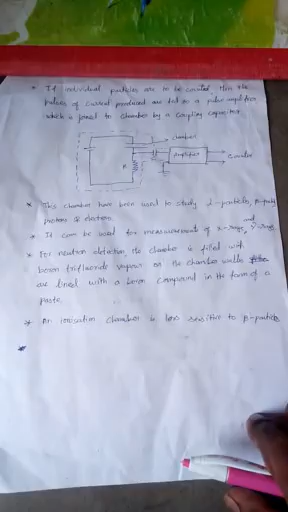 * If individual particles are to be counted, then the
pulses of current produced are fed to a pulse amplifier
which is joined to chamber by a coupling capacitor.
chamber
amplifier
Counter
R
* This chamber have been used to study α-particles, β-parti
protons & electrons.
* It can be used for measurements of x-rays, and γ-rays.
* For neutron detection, the chamber is filled with
boron trifluoride vapour or the chamber walls
are lined with a boron compound in the form of a
paste.
* An ionisation chamber is less sensitive to β-particles
*